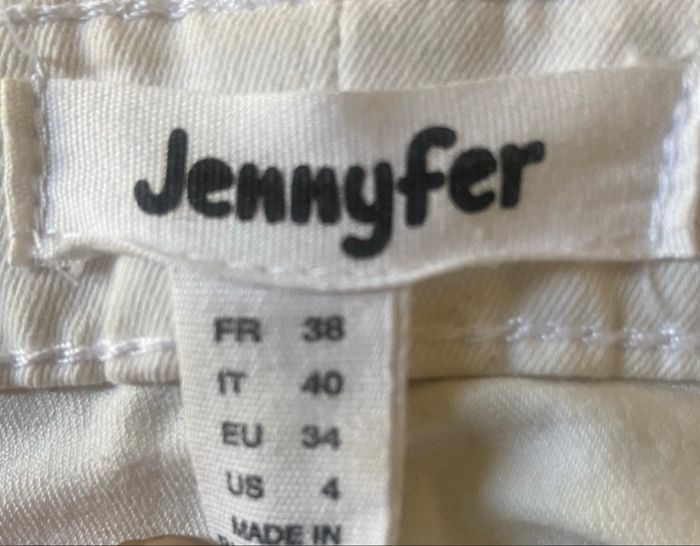 Jennyfer
FR 38
IT 40
EU 34
US 4
MADE IN